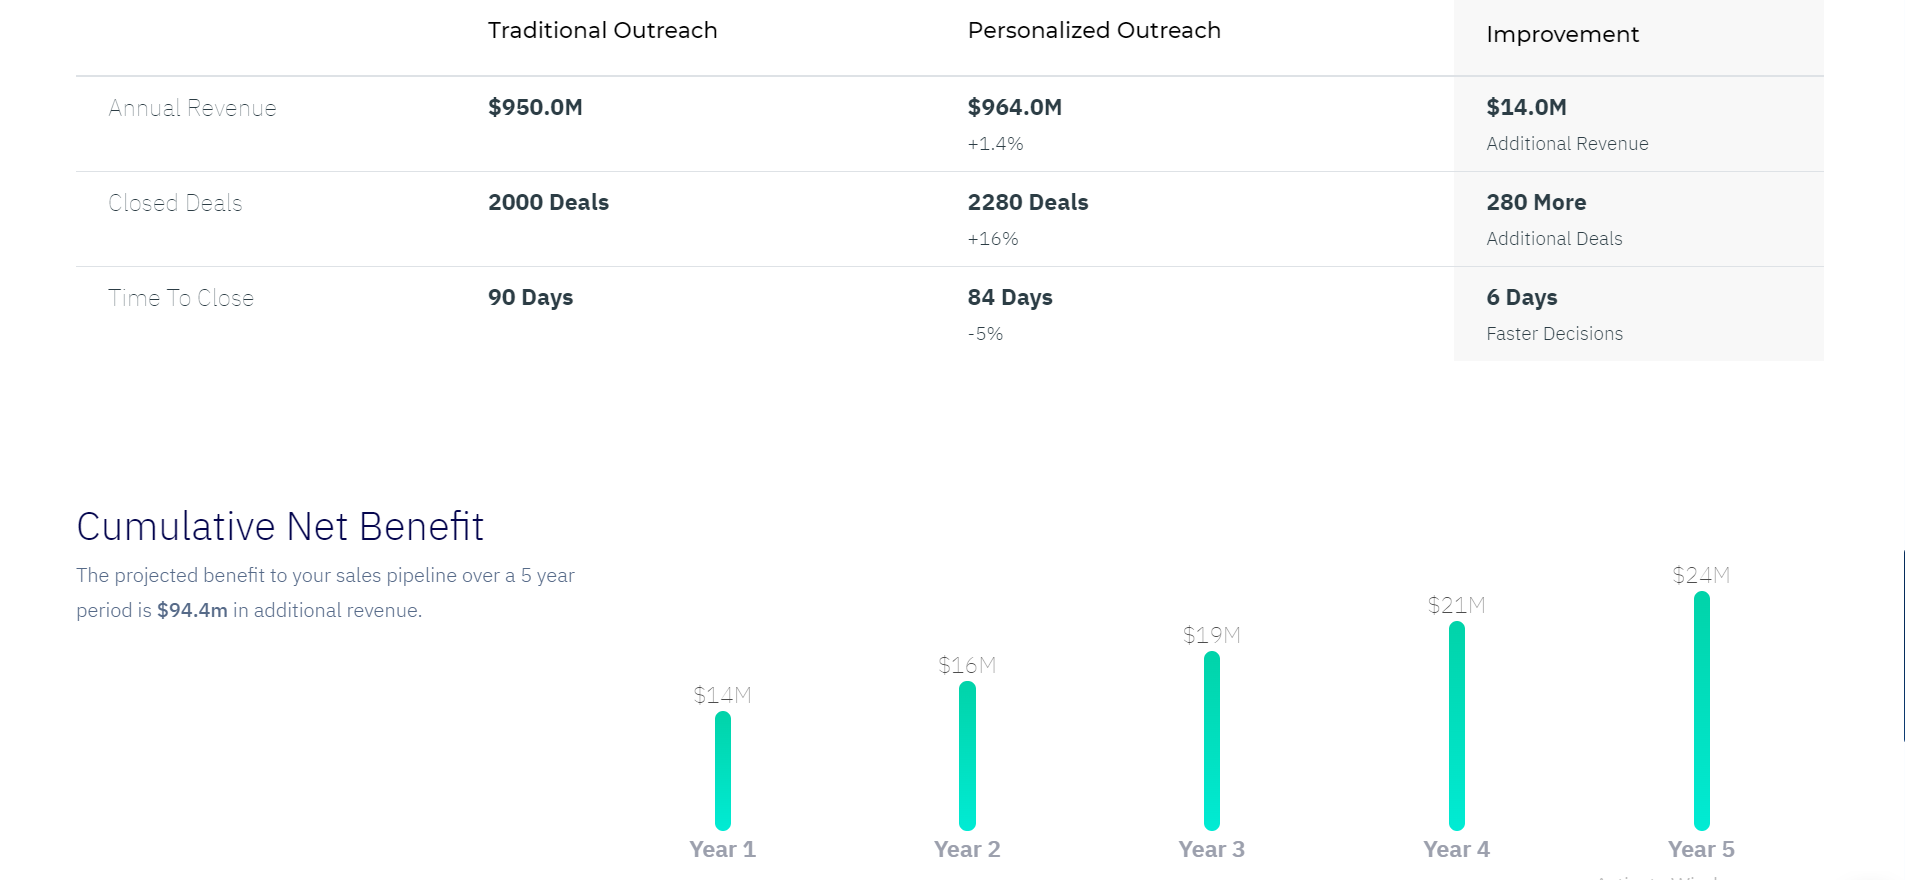 Traditional Outreach Personalized Outreach Improvement
Annual Revenue $950.0M $964.0M $14.0M
+1.4% Additional Revenue
Closed Deals 2000 Deals 2280 Deals 280 More
+16% Additional Deals
Time To Close 90 Days 84 Days 6 Days
-5% Faster Decisions
Cumulative Net Benefit
The projected benefit to your sales pipeline over a 5 year
period is $94.4m in additional revenue.
$14M $16M $19M $21M $24M
Year 1 Year 2 Year 3 Year 4 Year 5